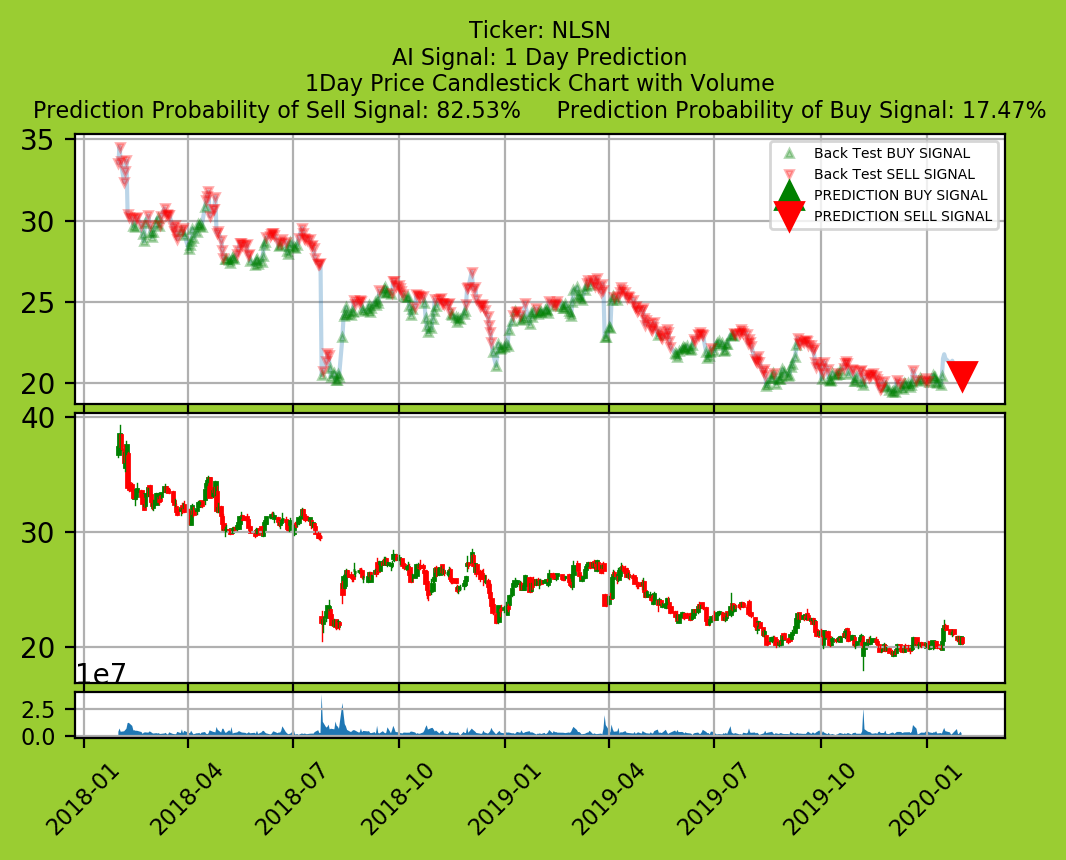 Ticker: NLSN
AI Signal: 1 Day Prediction
1Day Price Candlestick Chart with Volume
Prediction Probability of Sell Signal: 82.53% Prediction Probability of Buy Signal: 17.47%
35
30
25
20
Back Test BUY SIGNAL
Back Test SELL SIGNAL
PREDICTION BUY SIGNAL
PREDICTION SELL SIGNAL
40
30
20
1e7
2.5
0.0
2018-01
2018-04
2018-07
2018-10
2019-01
2019-04
2019-07
2019-10
2020-01